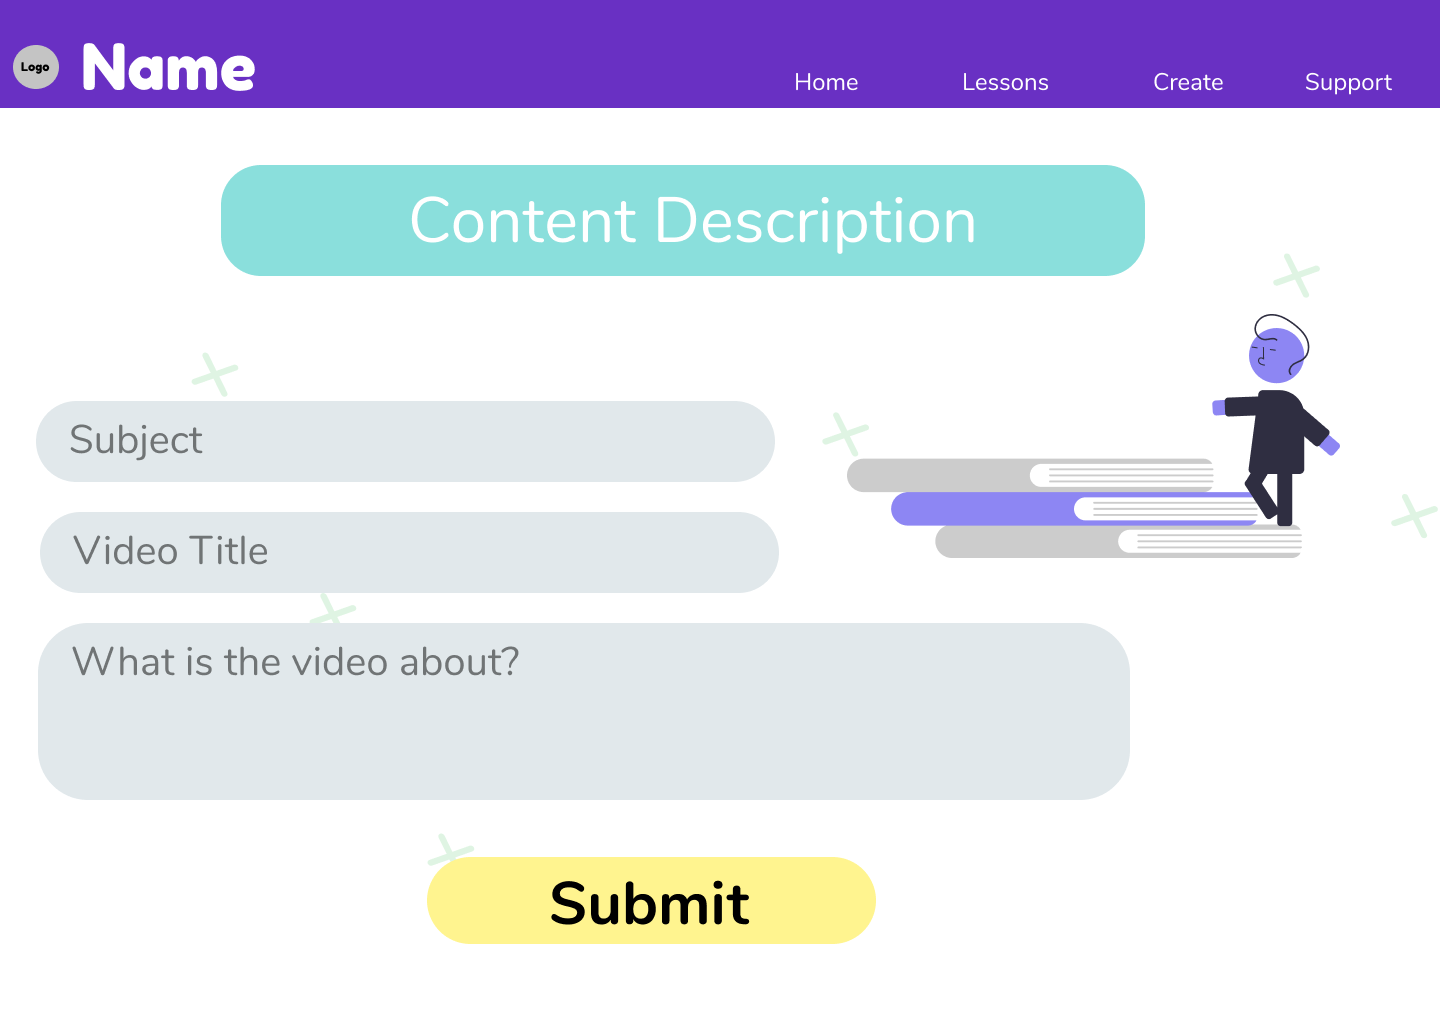 Logo
Name
Home Lessons Create Support
Content Description
Subject
Video Title
What is the video about?
Submit